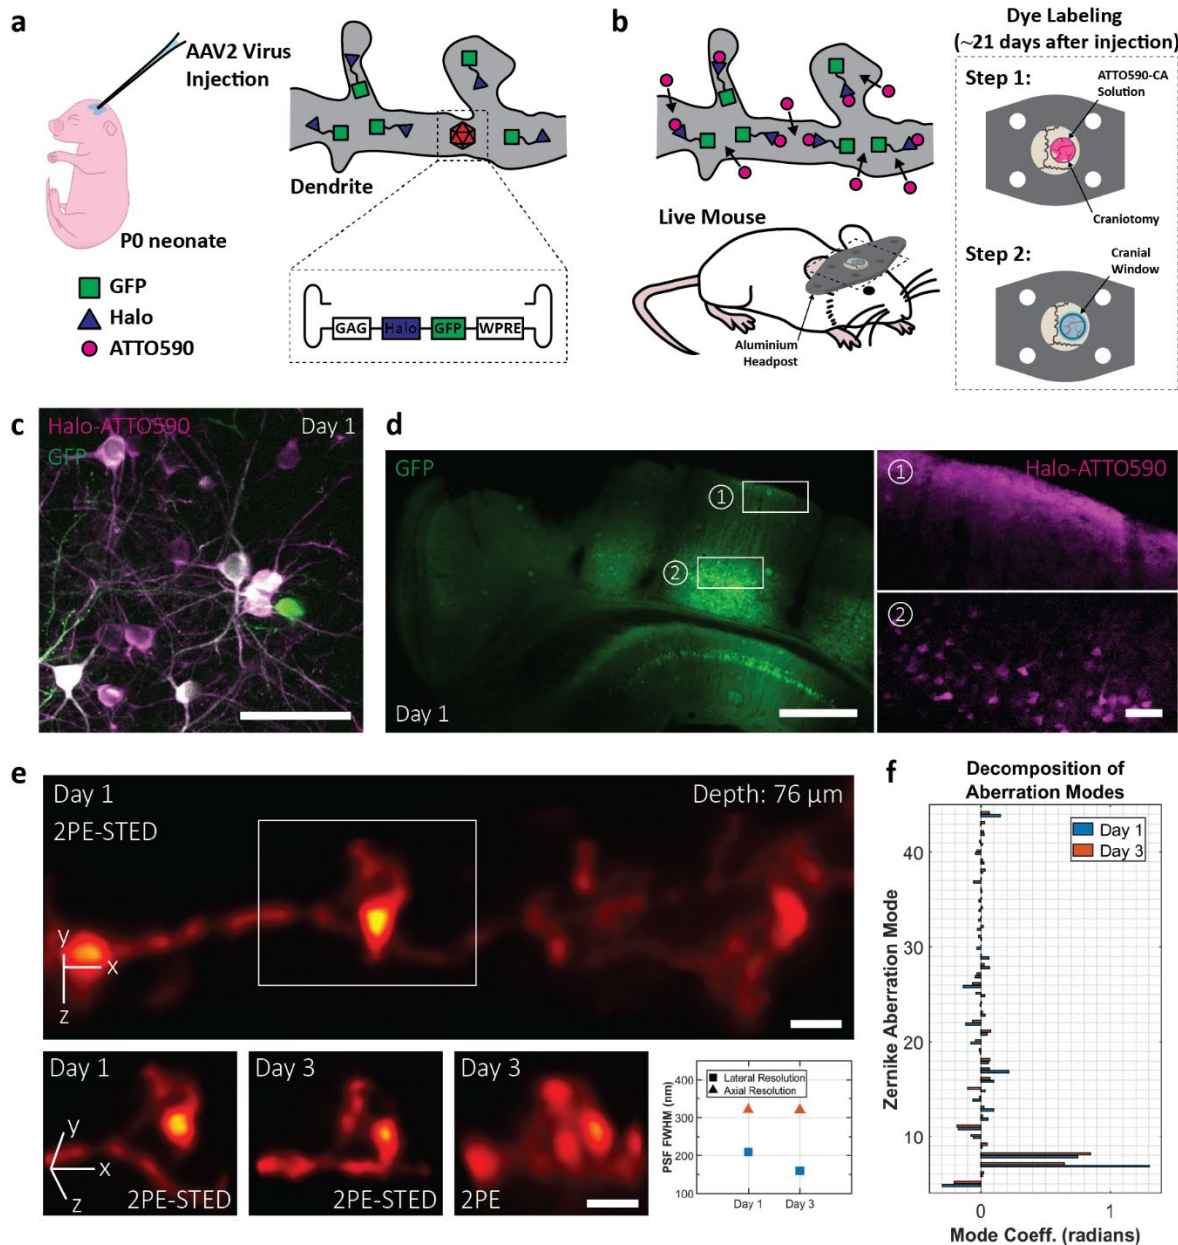 a
AAV2 Virus
Injection
P0 neonate
Dendrite
GFP
Halo
ATTO590
GAG
Halo
GFP
WPRE
b
Dye Labeling
(~21 days after injection)
Step 1:
ATTO590-CA
Solution
Craniotomy
Live Mouse
Aluminium
Headpost
Step 2:
Cranial
Window
c
Halo-ATTO590
GFP
Day 1
d
GFP
1
2
Day 1
1
Halo-ATTO590
2
e
Day 1
2PE-STED
Depth: 76 µm
y
x
z
Day 1
y
x
z
2PE-STED
Day 3
2PE-STED
Day 3
2PE
PSF FWHM (nm)
400
300
200
100
Lateral Resolution
Axial Resolution
Day 1
Day 3
f
Decomposition of
Aberration Modes
Day 1
Day 3
Zernike Aberration Mode
40
30
20
10
0
1
Mode Coeff. (radians)